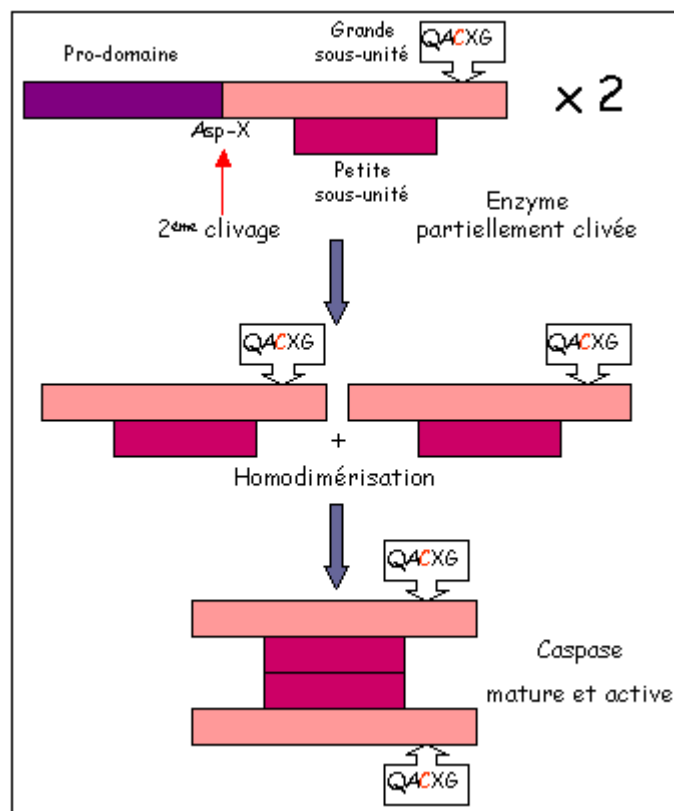 Pro-domaine
Grande
sous-unité
QACXG
x 2
Asp-X
Petite
sous-unité
2ème clivage
Enzyme
partiellement clivée
QACXG
QACXG
+
Homodimérisation
QACXG
Caspase
mature et active
QACXG